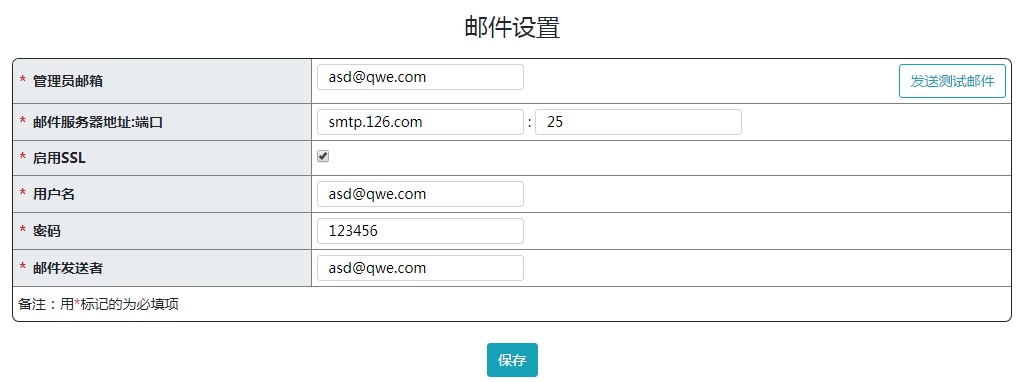 邮件设置
* 管理员邮箱 asd@qwe.com 发送测试邮件
* 邮件服务器地址:端口 smtp.126.com : 25
* 启用SSL
* 用户名 asd@qwe.com
* 密码 123456
* 邮件发送者 asd@qwe.com
备注：用*标记的为必填项
保存